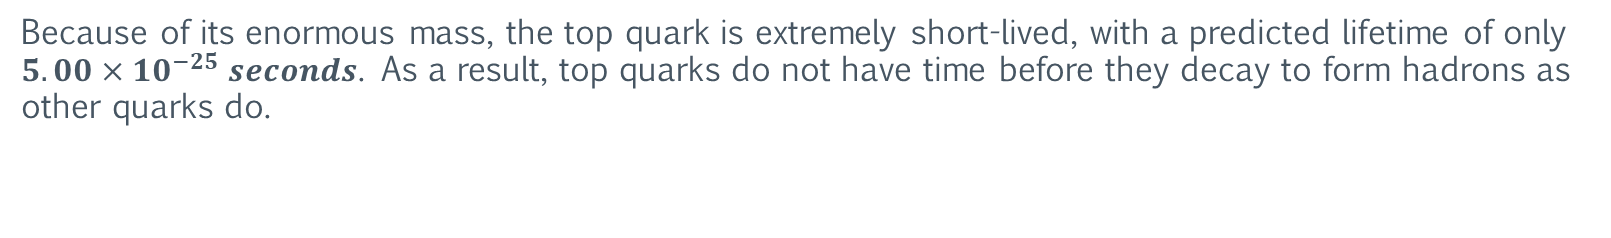 Because of its enormous mass, the top quark is extremely short-lived, with a predicted lifetime of only
5.00 × 10⁻²⁵ seconds. As a result, top quarks do not have time before they decay to form hadrons as
other quarks do.